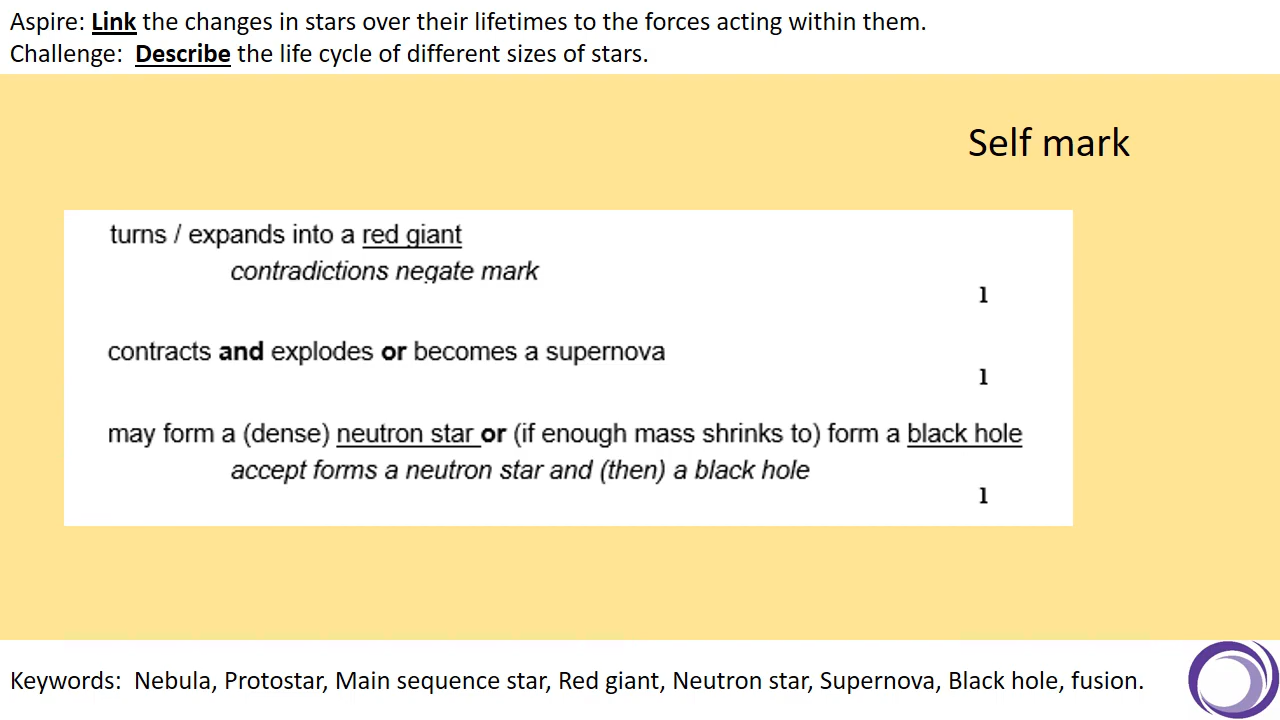 Aspire: Link the changes in stars over their lifetimes to the forces acting within them.
Challenge: Describe the life cycle of different sizes of stars.
Self mark
turns / expands into a red giant
contradictions negate mark
1
contracts and explodes or becomes a supernova
1
may form a (dense) neutron star or (if enough mass shrinks to) form a black hole
accept forms a neutron star and (then) a black hole
1
Keywords: Nebula, Protostar, Main sequence star, Red giant, Neutron star, Supernova, Black hole, fusion.